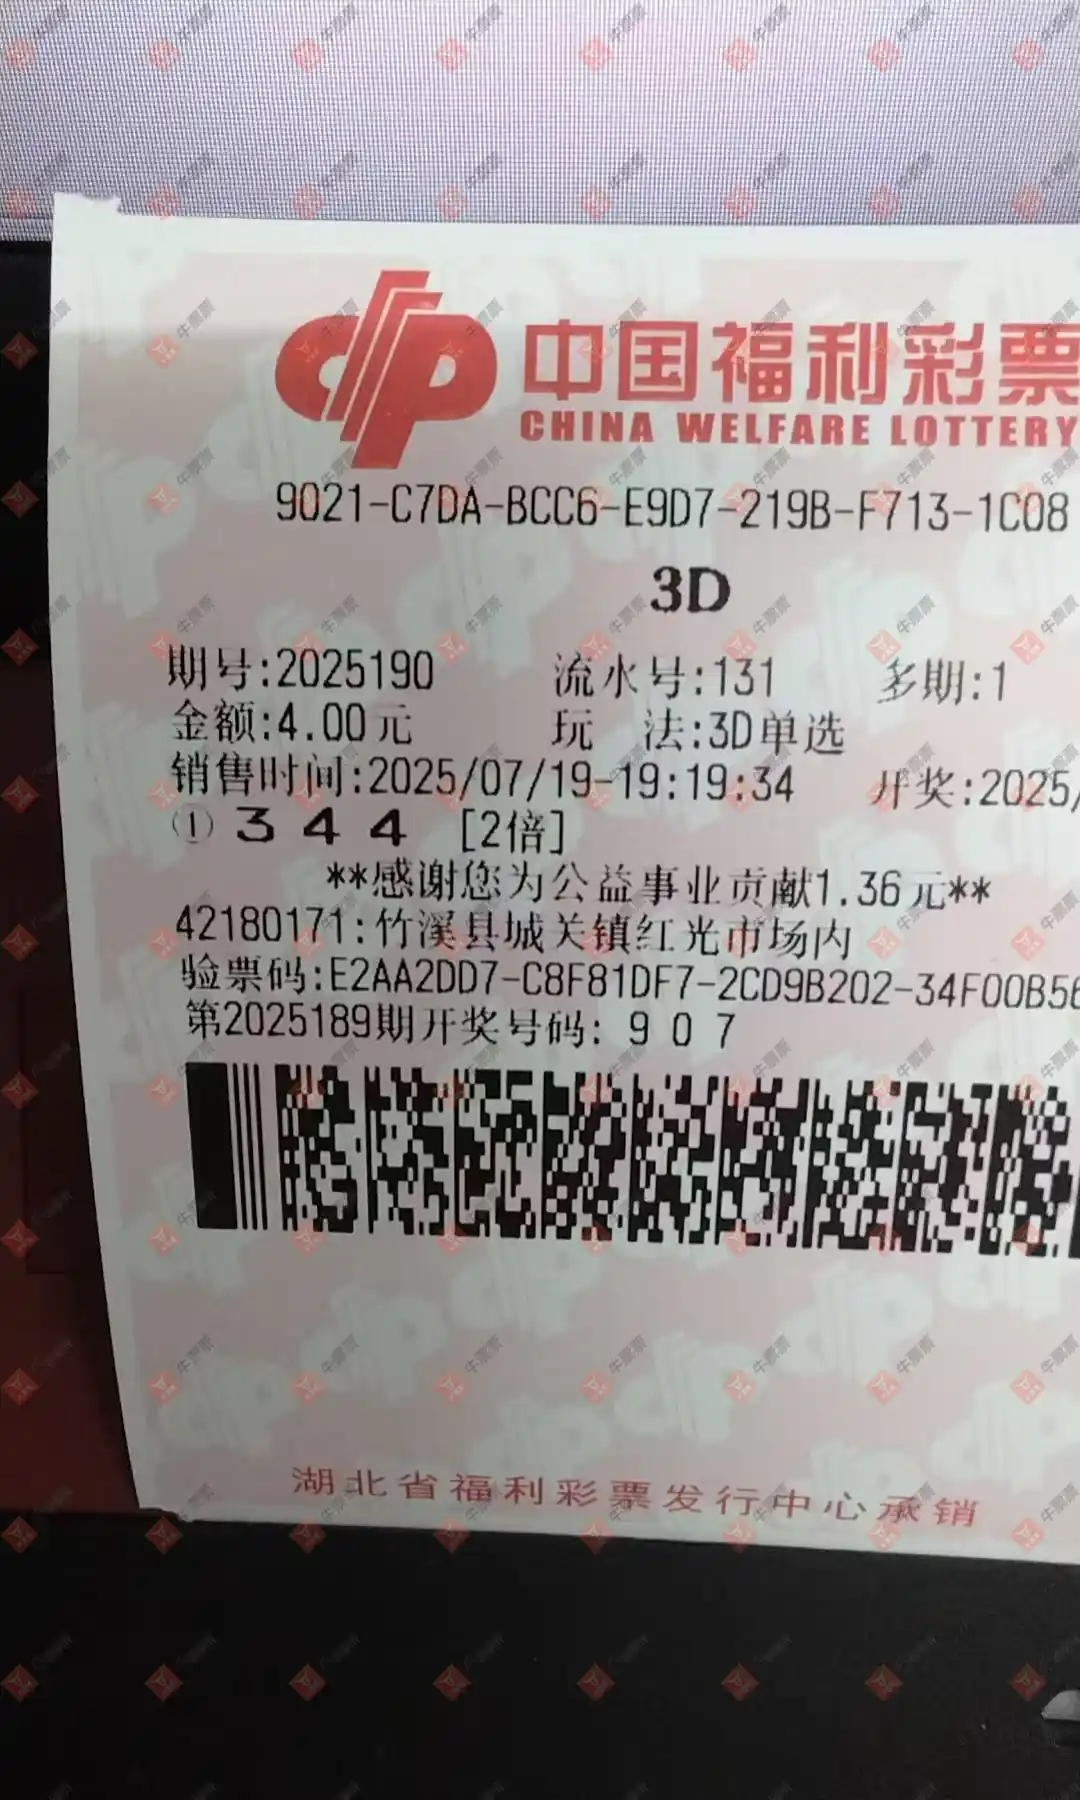 中国福利彩票
CHINA WELFARE LOTTERY
9021-C7DA-BCC6-E9D7-219B-F713-1C08
3D
期号:2025190 流水号:131 多期:1
金额:4.00元 玩 法:3D单选
销售时间:2025/07/19-19:19:34 开奖:2025/
① 3 4 4 [2倍]
**感谢您为公益事业贡献1.36元**
42180171:竹溪县城关镇红光市场内
验票码:E2AA2DD7-C8F81DF7-2CD9B202-34F00B56
第2025189期开奖号码: 9 0 7
湖北省福利彩票发行中心承销
牛票票